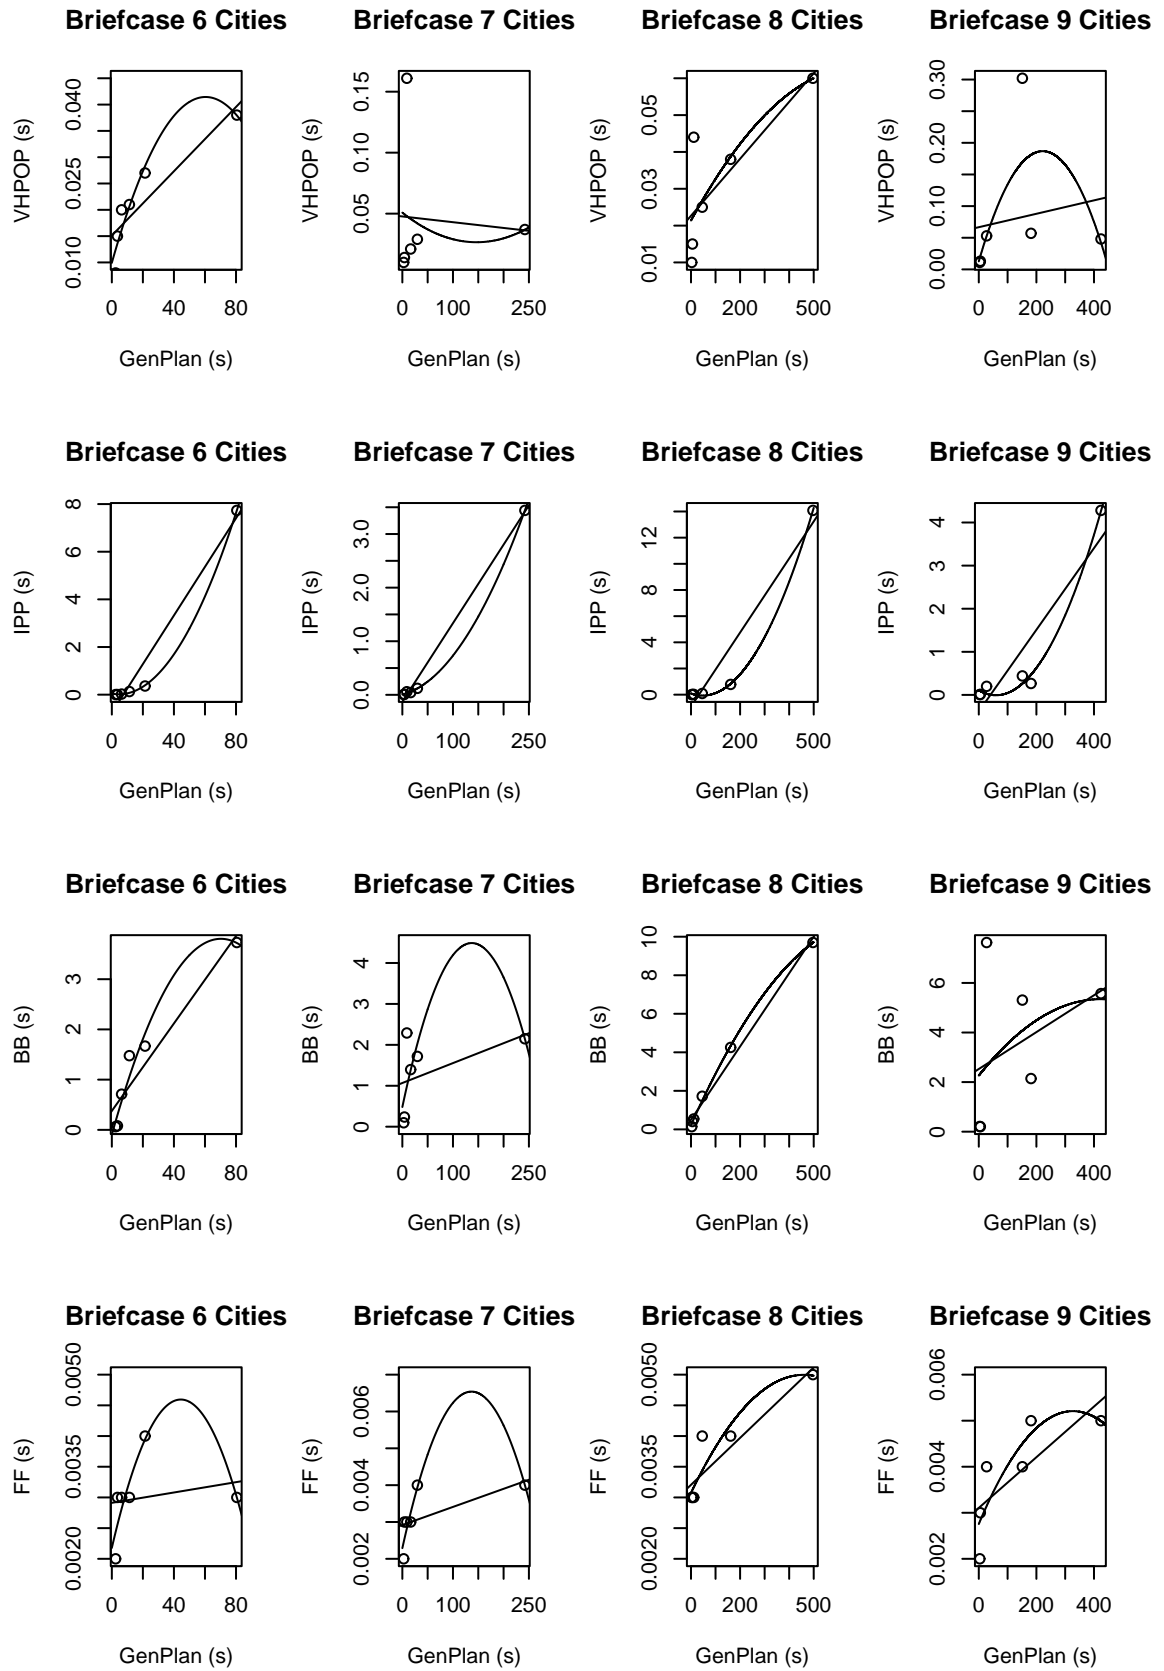 Briefcase 6 Cities
VHPOP (s)
0.010 0.025 0.040
0 40 80
GenPlan (s)
Briefcase 7 Cities
VHPOP (s)
0.05 0.10 0.15
0 100 250
GenPlan (s)
Briefcase 8 Cities
VHPOP (s)
0.01 0.03 0.05
0 200 500
GenPlan (s)
Briefcase 9 Cities
VHPOP (s)
0.00 0.10 0.20 0.30
0 200 400
GenPlan (s)
Briefcase 6 Cities
IPP (s)
0 2 4 6 8
0 40 80
GenPlan (s)
Briefcase 7 Cities
IPP (s)
0.0 1.0 2.0 3.0
0 100 250
GenPlan (s)
Briefcase 8 Cities
IPP (s)
0 4 8 12
0 200 500
GenPlan (s)
Briefcase 9 Cities
IPP (s)
0 1 2 3 4
0 200 400
GenPlan (s)
Briefcase 6 Cities
BB (s)
0 1 2 3
0 40 80
GenPlan (s)
Briefcase 7 Cities
BB (s)
0 1 2 3 4
0 100 250
GenPlan (s)
Briefcase 8 Cities
BB (s)
0 2 4 6 8 10
0 200 500
GenPlan (s)
Briefcase 9 Cities
BB (s)
0 2 4 6
0 200 400
GenPlan (s)
Briefcase 6 Cities
FF (s)
0.0020 0.0035 0.0050
0 40 80
GenPlan (s)
Briefcase 7 Cities
FF (s)
0.002 0.004 0.006
0 100 250
GenPlan (s)
Briefcase 8 Cities
FF (s)
0.0020 0.0035 0.0050
0 200 500
GenPlan (s)
Briefcase 9 Cities
FF (s)
0.002 0.004 0.006
0 200 400
GenPlan (s)